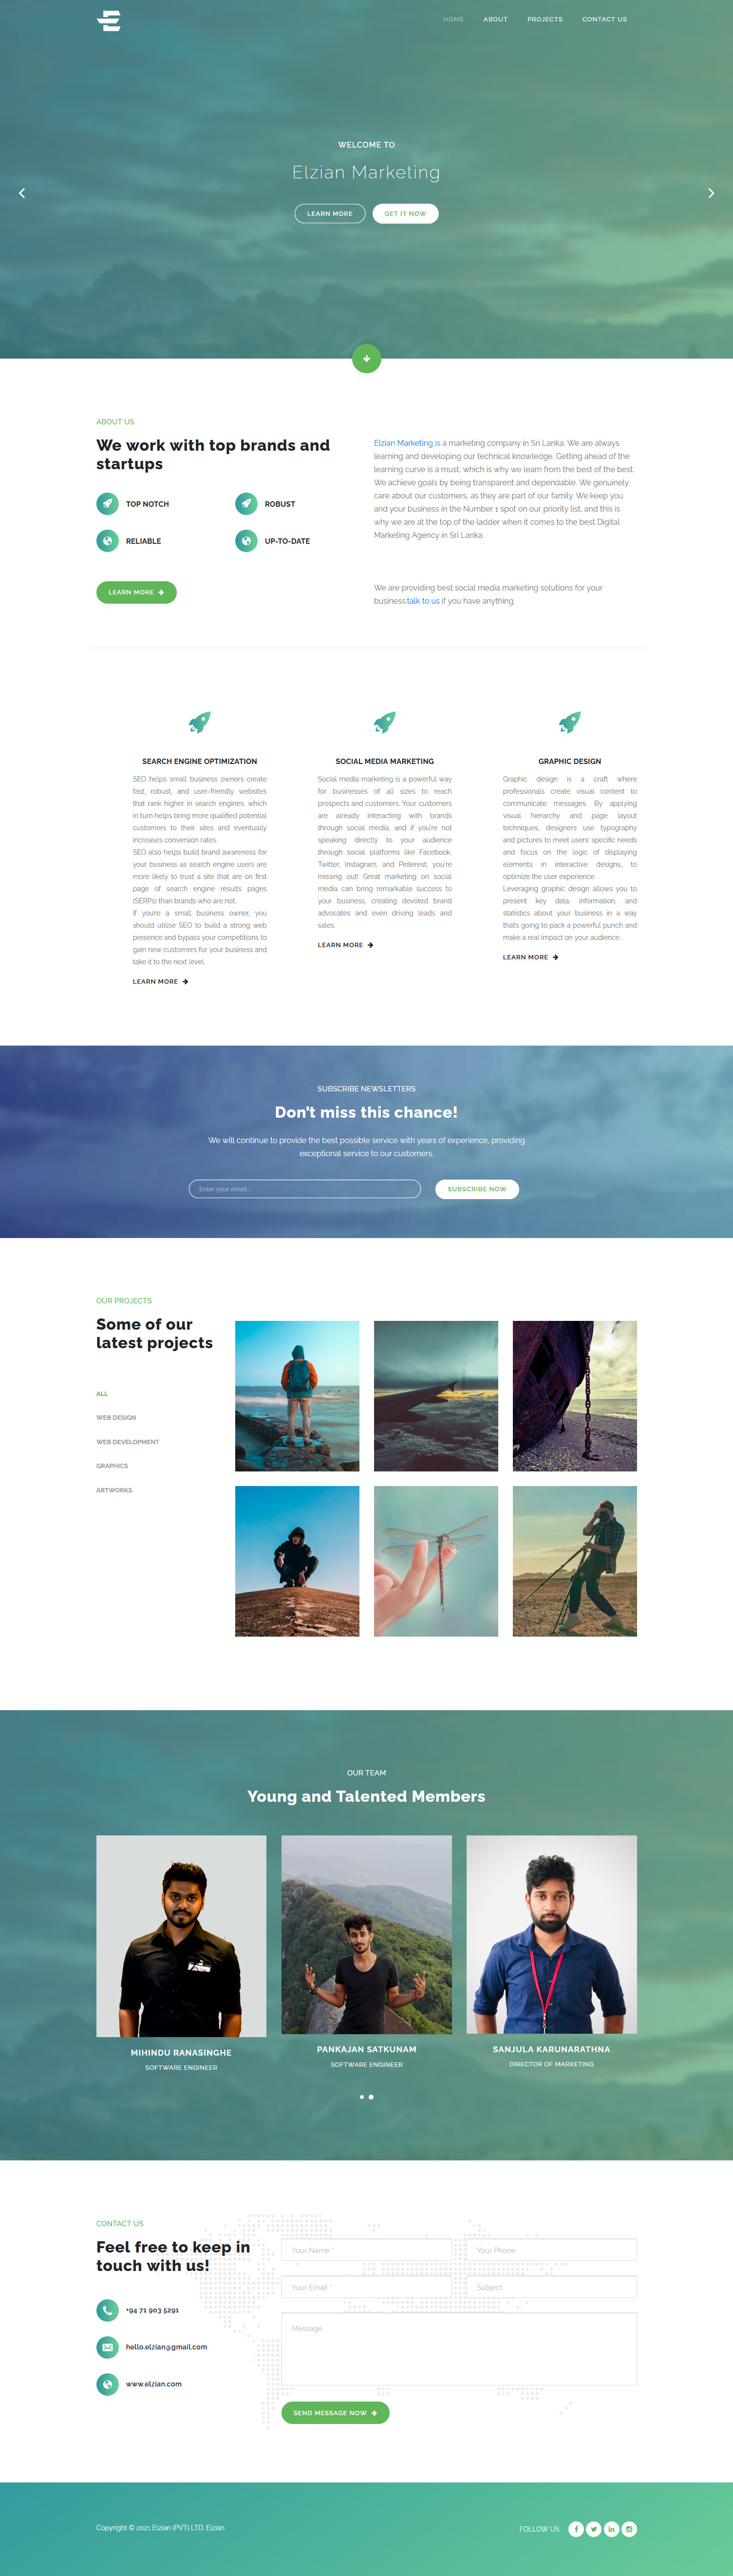 HOME ABOUT PROJECTS CONTACT US
WELCOME TO
Elzian Marketing
LEARN MORE GET IT NOW
ABOUT US
We work with top brands and
startups
TOP NOTCH ROBUST
RELIABLE UP-TO-DATE
LEARN MORE
Elzian Marketing is a marketing company in Sri Lanka. We are always
learning and developing our technical knowledge. Getting ahead of the
learning curve is a must, which is why we learn from the best of the best.
We achieve goals by being transparent and dependable. We genuinely
care about our customers, as they are part of our family. We keep you
and your business in the Number 1 spot on our priority list, and this is
why we are at the top of the ladder when it comes to the best Digital
Marketing Agency in Sri Lanka.
We are providing best social media marketing solutions for your
business.talk to us if you have anything.
SEARCH ENGINE OPTIMIZATION
SEO helps small business owners create
fast, robust, and user-friendly websites
that rank higher in search engines, which
in turn helps bring more qualified potential
customers to their sites and eventually
increases conversion rates.
SEO also helps build brand awareness for
your business as search engine users are
more likely to trust a site that are on first
page of search engine results pages
(SERPs) than brands who are not.
If you're a small business owner, you
should utilise SEO to build a strong web
presence and bypass your competitions to
gain new customers for your business and
take it to the next level.
LEARN MORE
SOCIAL MEDIA MARKETING
Social media marketing is a powerful way
for businesses of all sizes to reach
prospects and customers. Your customers
are already interacting with brands
through social media, and if you're not
speaking directly to your audience
through social platforms like Facebook,
Twitter, Instagram, and Pinterest, you're
missing out! Great marketing on social
media can bring remarkable success to
your business, creating devoted brand
advocates and even driving leads and
sales.
LEARN MORE
GRAPHIC DESIGN
Graphic design is a craft where
professionals create visual content to
communicate messages. By applying
visual hierarchy and page layout
techniques, designers use typography
and pictures to meet users' specific needs
and focus on the logic of displaying
elements in interactive designs, to
optimize the user experience.
Leveraging graphic design allows you to
present key data, information, and
statistics about your business in a way
that's going to pack a powerful punch and
make a real impact on your audience.
LEARN MORE
SUBSCRIBE NEWSLETTERS
Don't miss this chance!
We will continue to provide the best possible service with years of experience, providing
exceptional service to our customers.
Enter your email... SUBSCRIBE NOW
OUR PROJECTS
Some of our
latest projects
ALL
WEB DESIGN
WEB DEVELOPMENT
GRAPHICS
ARTWORKS
OUR TEAM
Young and Talented Members
MIHINDU RANASINGHE
SOFTWARE ENGINEER
PANKAJAN SATKUNAM
SOFTWARE ENGINEER
SANJULA KARUNARATHNA
DIRECTOR OF MARKETING
CONTACT US
Feel free to keep in
touch with us!
+94 71 903 5291
hello.elzian@gmail.com
www.elzian.com
Your Name * Your Phone
Your Email * Subject
Message
SEND MESSAGE NOW
Copyright © 2021 Elzian (PVT) LTD. Elzian
FOLLOW US